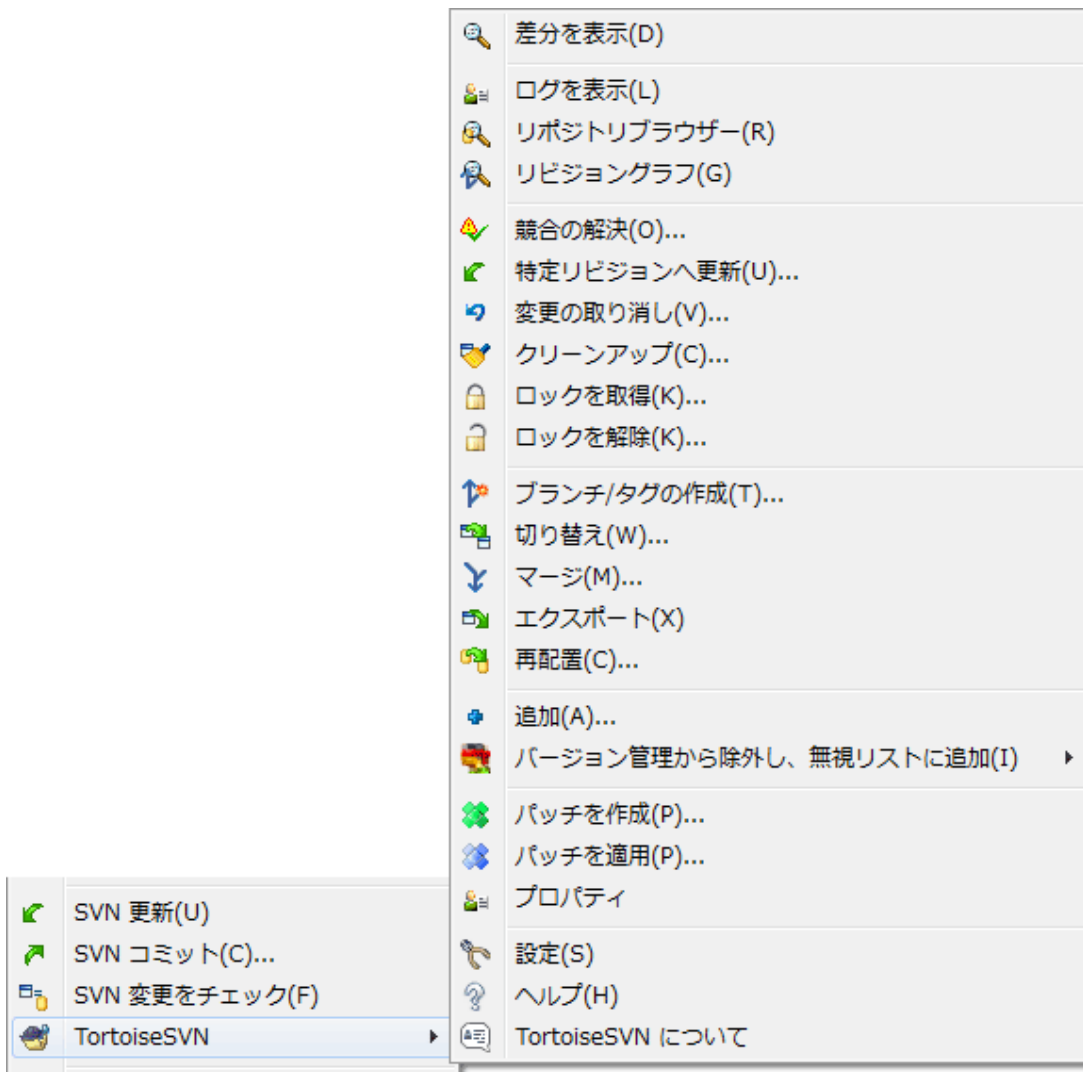 差分を表示(D)
ログを表示(L)
リポジトリブラウザー(R)
リビジョングラフ(G)
競合の解決(O)...
特定リビジョンへ更新(U)...
変更の取り消し(V)...
クリーンアップ(C)...
ロックを取得(K)...
ロックを解除(K)...
ブランチ/タグの作成(T)...
切り替え(W)...
マージ(M)...
エクスポート(X)
再配置(C)...
追加(A)...
バージョン管理から除外し、無視リストに追加(I)
パッチを作成(P)...
パッチを適用(P)...
プロパティ
設定(S)
ヘルプ(H)
TortoiseSVN について
SVN 更新(U)
SVN コミット(C)...
SVN 変更をチェック(F)
TortoiseSVN